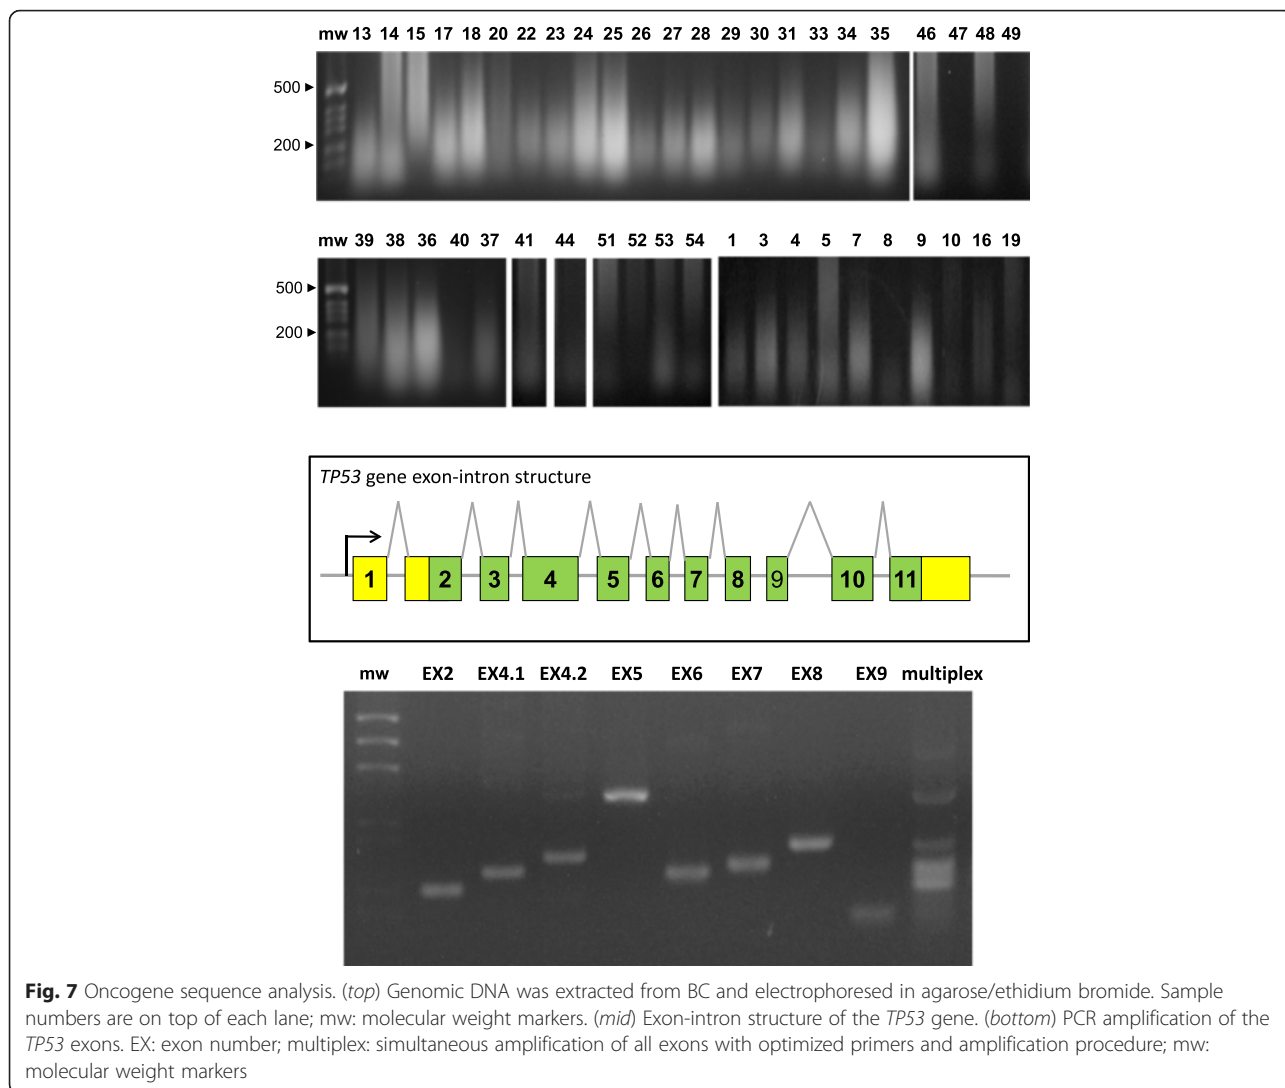 mw 13 14 15 17 18 20 22 23 24 25 26 27 28 29 30 31 33 34 35 46 47 48 49
500
200
mw 39 38 36 40 37 41 44 51 52 53 54 1 3 4 5 7 8 9 10 16 19
500
200
TP53 gene exon-intron structure
1 2 3 4 5 6 7 8 9 10 11
mw EX2 EX4.1 EX4.2 EX5 EX6 EX7 EX8 EX9 multiplex
Fig. 7 Oncogene sequence analysis. (top) Genomic DNA was extracted from BC and electrophoresed in agarose/ethidium bromide. Sample
numbers are on top of each lane; mw: molecular weight markers. (mid) Exon-intron structure of the TP53 gene. (bottom) PCR amplification of the
TP53 exons. EX: exon number; multiplex: simultaneous amplification of all exons with optimized primers and amplification procedure; mw:
molecular weight markers